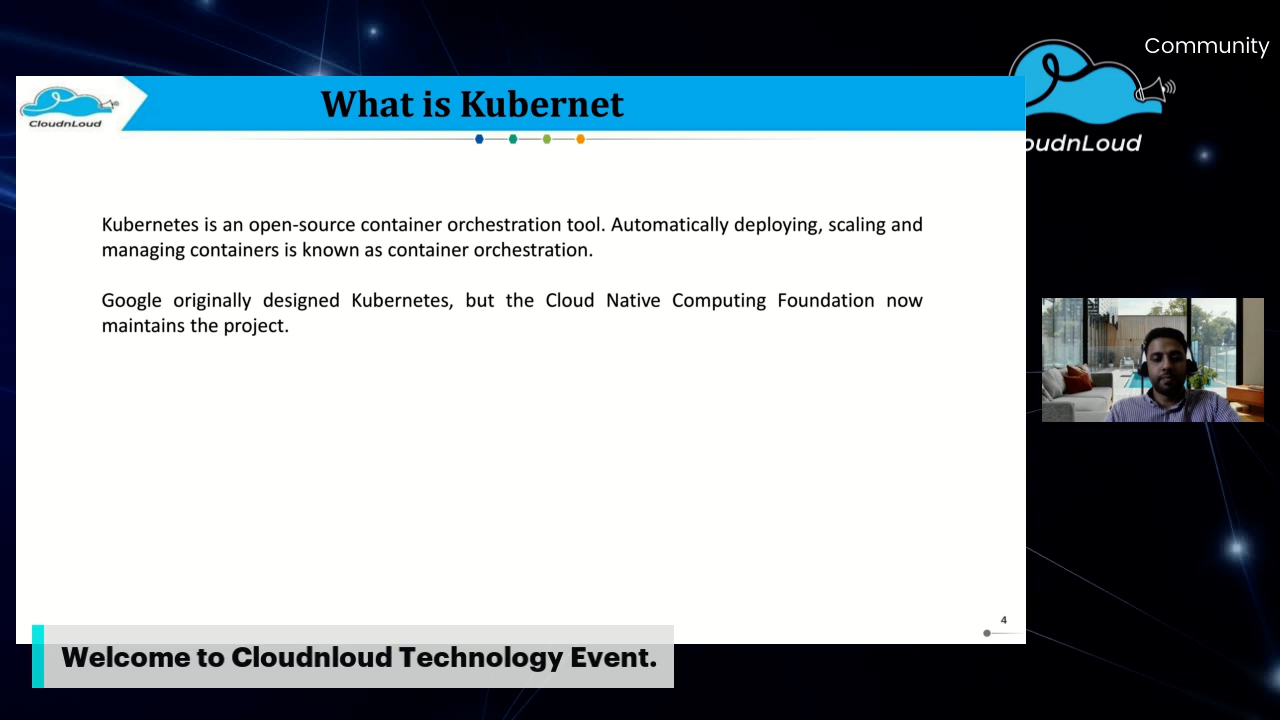 Community
CloudnLoud
What is Kubernet
oudnLoud
Kubernetes is an open-source container orchestration tool. Automatically deploying, scaling and
managing containers is known as container orchestration.
Google originally designed Kubernetes, but the Cloud Native Computing Foundation now
maintains the project.
4
Welcome to Cloudnloud Technology Event.